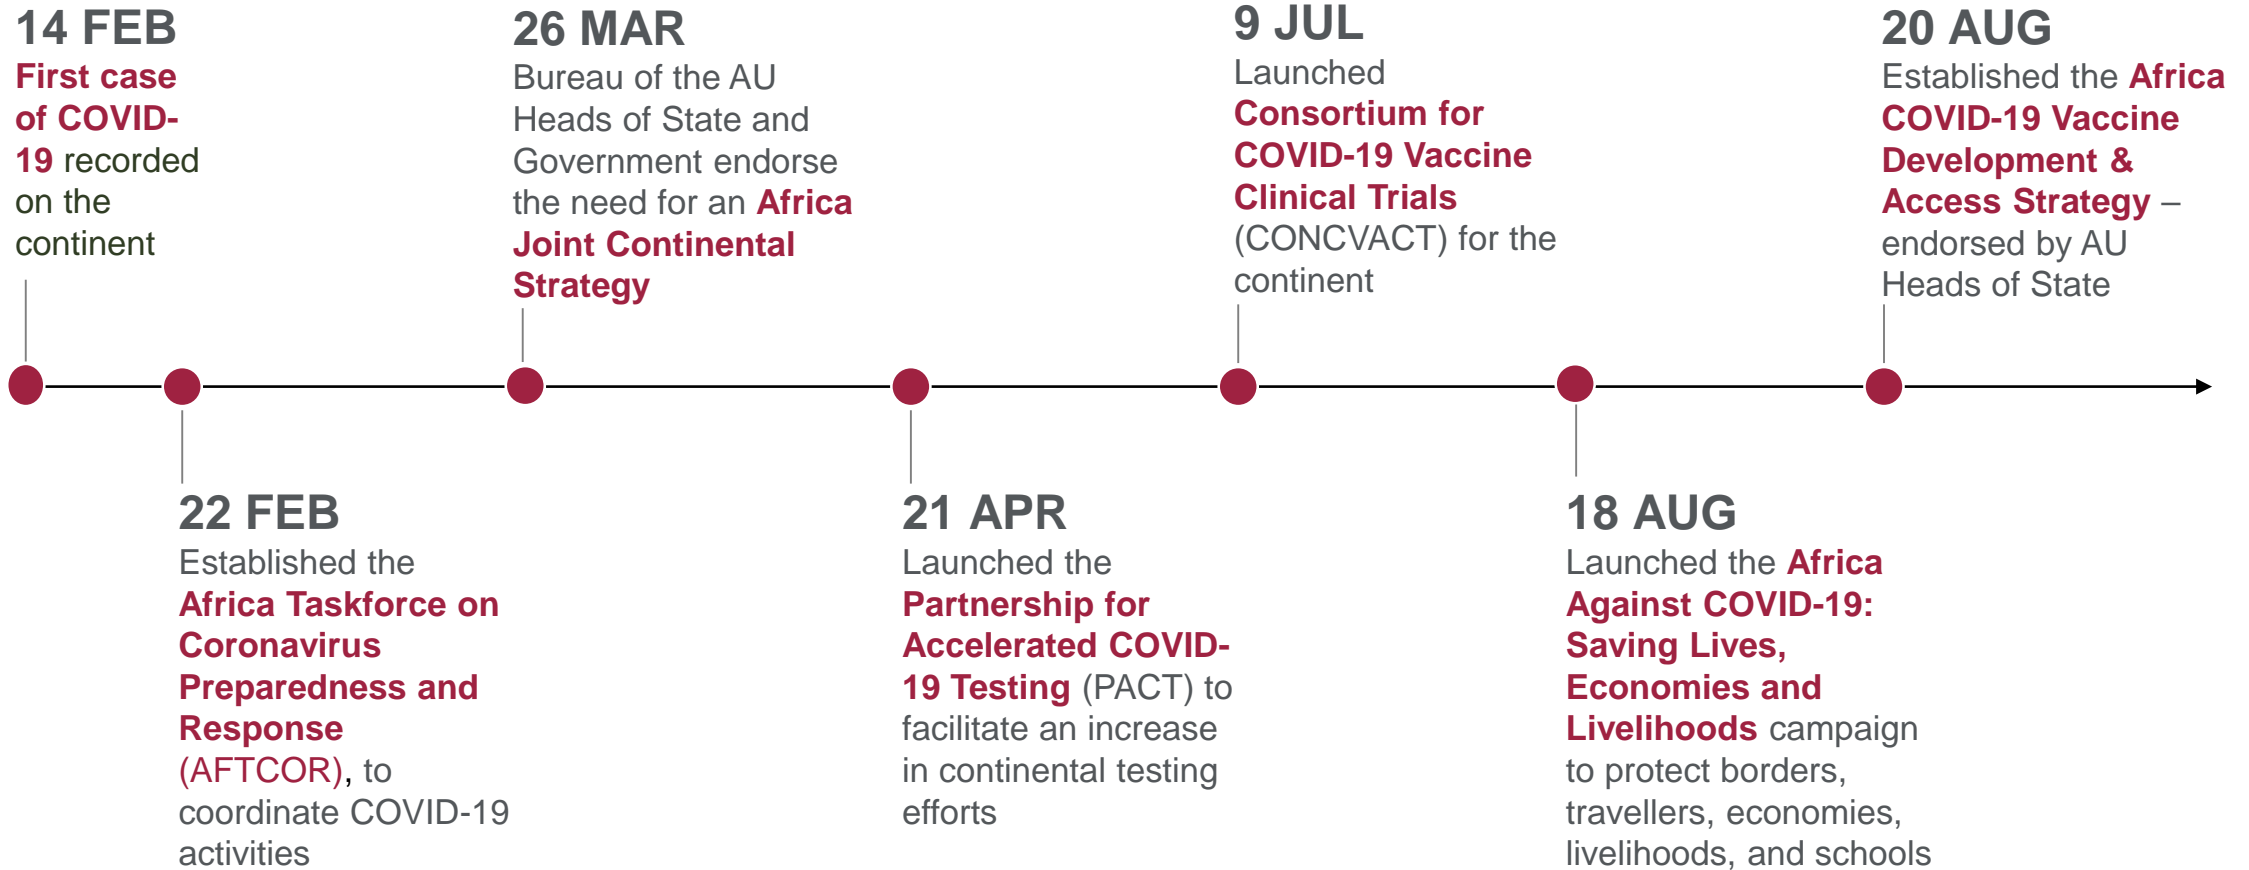 14 FEB
First case
of COVID-
19 recorded
on the
continent
22 FEB
Established the
Africa Taskforce on
Coronavirus
Preparedness and
Response
(AFTCOR), to
coordinate COVID-19
activities
26 MAR
Bureau of the AU
Heads of State and
Government endorse
the need for an Africa
Joint Continental
Strategy
21 APR
Launched the
Partnership for
Accelerated COVID-
19 Testing (PACT) to
facilitate an increase
in continental testing
efforts
9 JUL
Launched
Consortium for
COVID-19 Vaccine
Clinical Trials
(CONCVACT) for the
continent
18 AUG
Launched the Africa
Against COVID-19:
Saving Lives,
Economies and
Livelihoods campaign
to protect borders,
travellers, economies,
livelihoods, and schools
20 AUG
Established the Africa
COVID-19 Vaccine
Development &
Access Strategy –
endorsed by AU
Heads of State